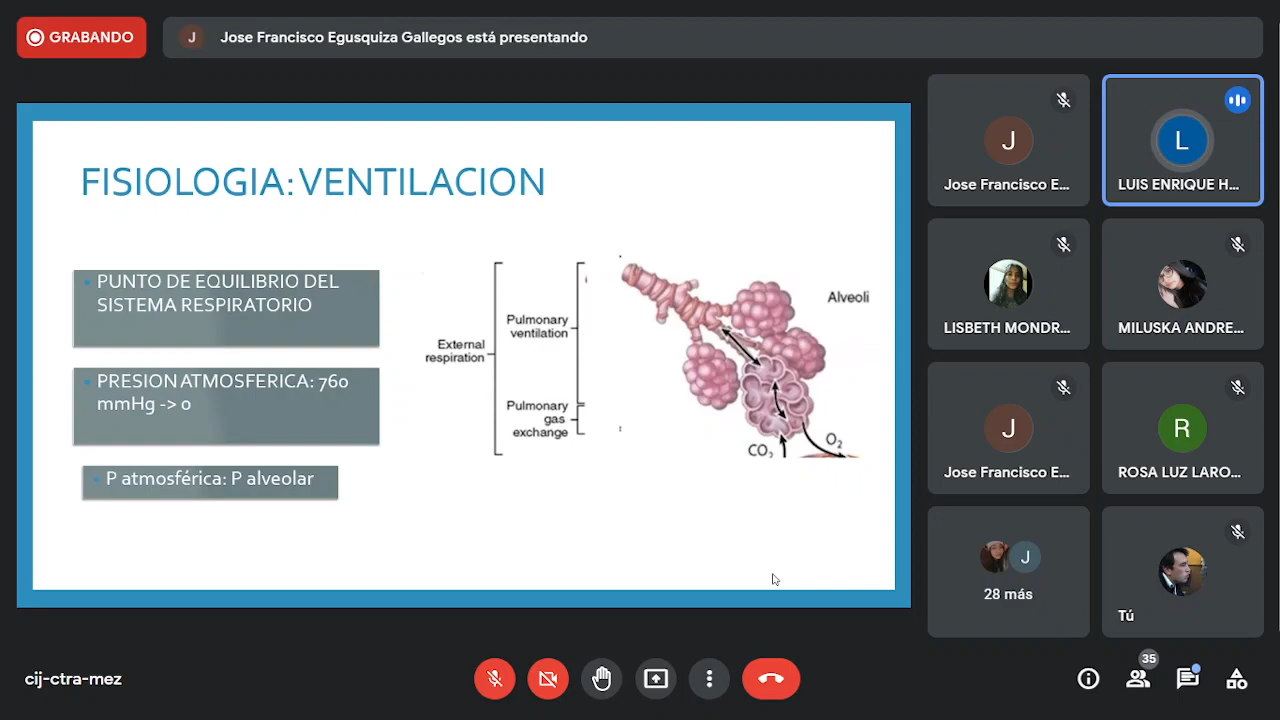 GRABANDO
J
Jose Francisco Egusquiza Gallegos está presentando
FISIOLOGIA: VENTILACION
PUNTO DE EQUILIBRIO DEL
SISTEMA RESPIRATORIO
PRESION ATMOSFERICA: 760
mmHg -> 0
P atmosférica: P alveolar
External
respiration
Pulmonary
ventilation
Pulmonary
gas
exchange
Alveoli
CO2
O2
J
Jose Francisco E...
L
LUIS ENRIQUE H...
LISBETH MONDR...
MILUSKA ANDRE...
J
Jose Francisco E...
R
ROSA LUZ LARO...
J
28 más
Tú
cij-ctra-mez
35